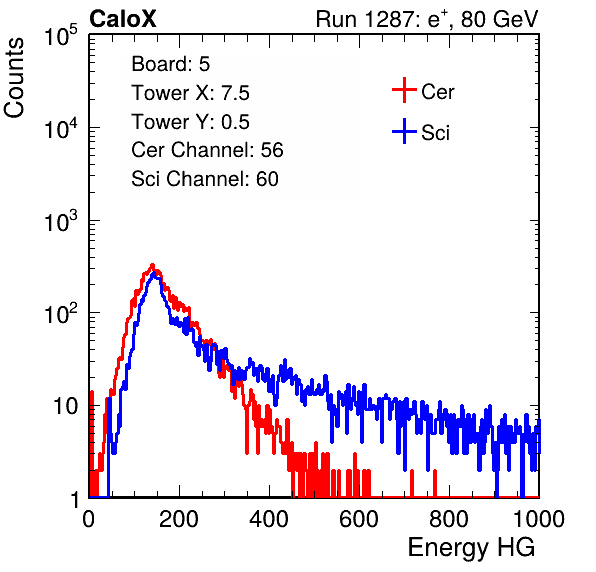 CaloX Run 1287: e⁺, 80 GeV
Counts
Board: 5
Tower X: 7.5
Tower Y: 0.5
Cer Channel: 56
Sci Channel: 60
Cer
Sci
10⁵
10⁴
10³
10²
10
1
0 200 400 600 800 1000
Energy HG